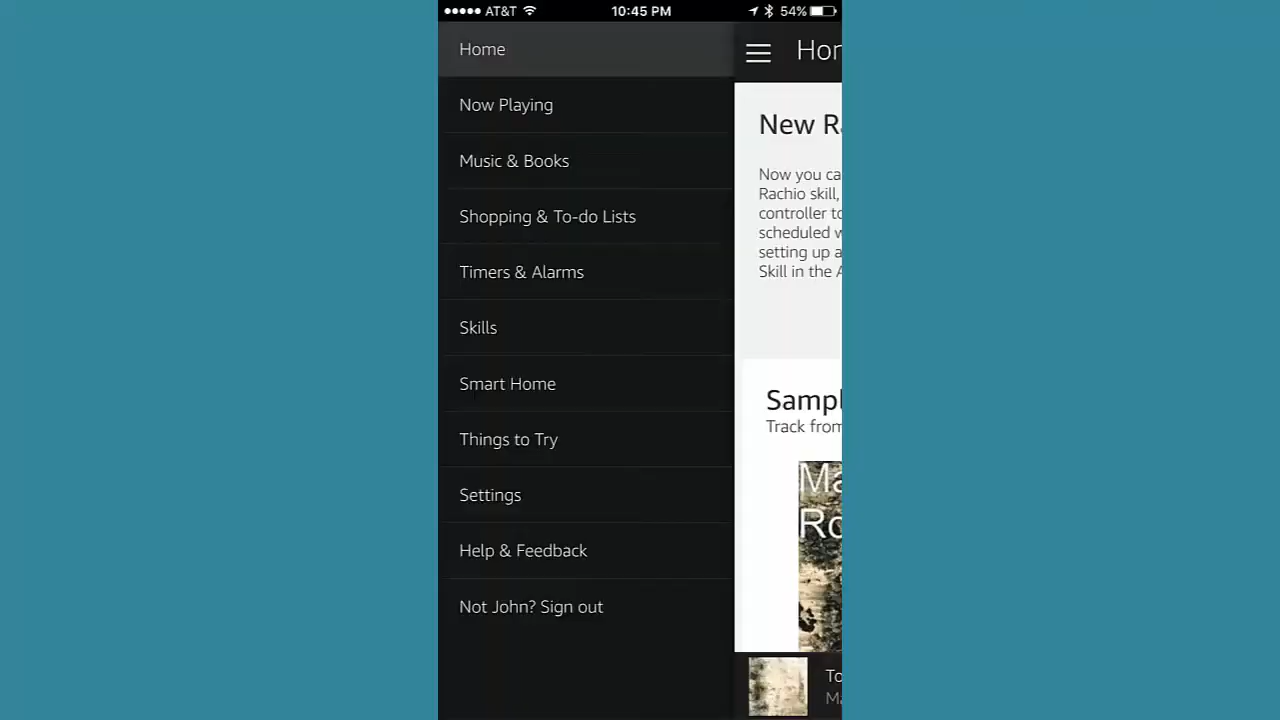 AT&T 10:45 PM 54%
Home
Now Playing
Music & Books
Shopping & To-do Lists
Timers & Alarms
Skills
Smart Home
Things to Try
Settings
Help & Feedback
Not John? Sign out
Hor
New Ra
Now you ca
Rachio skill,
controller to
scheduled w
setting up a
Skill in the A
Sampl
Track from
Ma
Ro
To
Ma